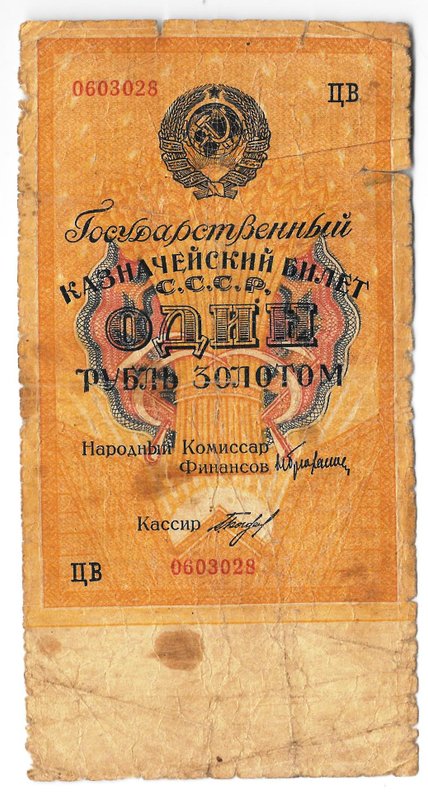 0603028 ЦВ
Государственный
КАЗНАЧЕЙСКИЙ БИЛЕТ
С.С.С.Р.
ОДИН
РУБЛЬ ЗОЛОТОМ
Народный Комиссар
Финансов
Кассир
ЦВ 0603028